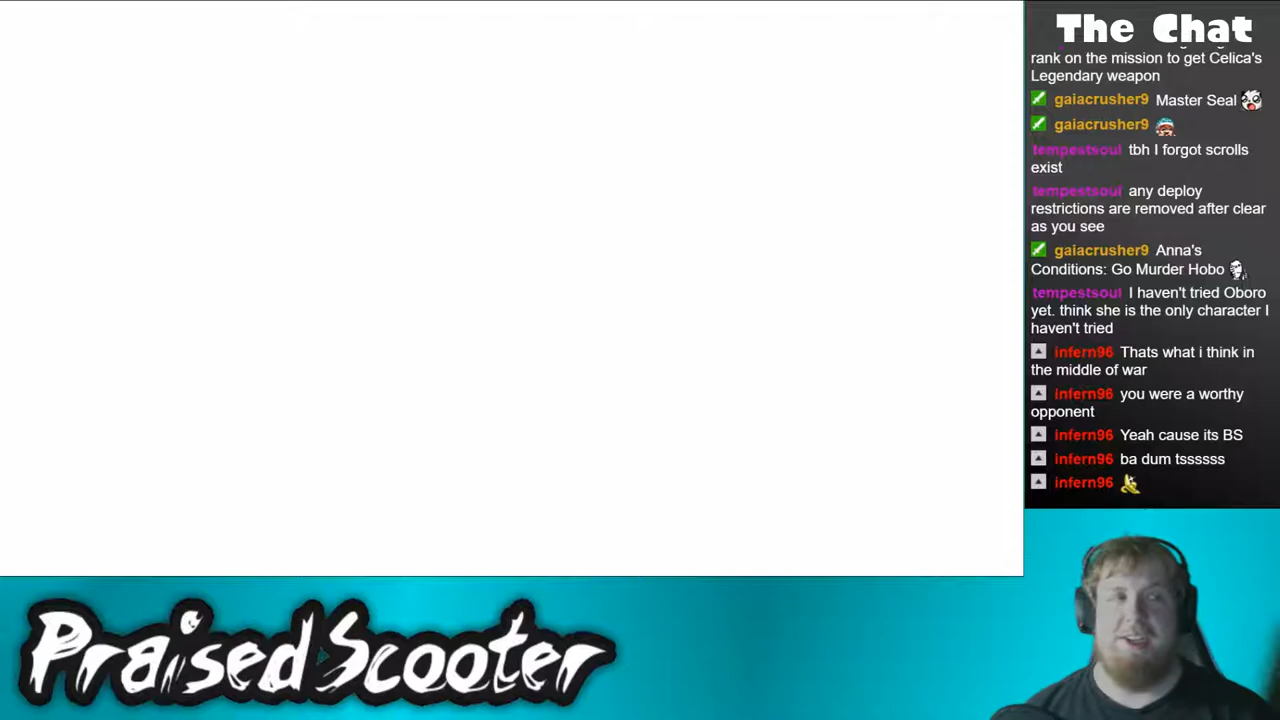 The Chat
rank on the mission to get Celica's
Legendary weapon
gaiacrusher9 Master Seal
gaiacrusher9
tempestsoul tbh I forgot scrolls
exist
tempestsoul any deploy
restrictions are removed after clear
as you see
gaiacrusher9 Anna's
Conditions: Go Murder Hobo
tempestsoul I haven't tried Oboro
yet. think she is the only character I
haven't tried
infern96 Thats what i think in
the middle of war
infern96 you were a worthy
opponent
infern96 Yeah cause its BS
infern96 ba dum tssssss
infern96
PraisedScooter